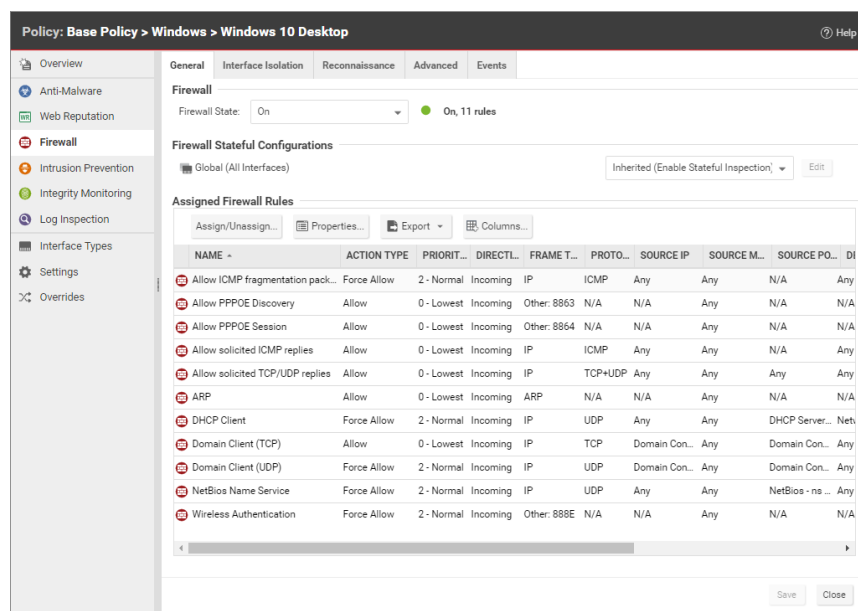 Policy: Base Policy > Windows > Windows 10 Desktop
Help
Overview
Anti-Malware
Web Reputation
Firewall
Intrusion Prevention
Integrity Monitoring
Log Inspection
Interface Types
Settings
Overrides
General Interface Isolation Reconnaissance Advanced Events
Firewall
Firewall State: On On, 11 rules
Firewall Stateful Configurations
Global (All Interfaces) Inherited (Enable Stateful Inspection) Edit
Assigned Firewall Rules
Assign/Unassign... Properties... Export Columns...
NAME ACTION TYPE PRIORIT... DIRECTI... FRAME T... PROTO... SOURCE IP SOURCE M... SOURCE PO... DE
Allow ICMP fragmentation pack... Force Allow 2 - Normal Incoming IP ICMP Any Any N/A Any
Allow PPPOE Discovery Allow 0 - Lowest Incoming Other: 8863 N/A N/A Any N/A N/A
Allow PPPOE Session Allow 0 - Lowest Incoming Other: 8864 N/A N/A Any N/A N/A
Allow solicited ICMP replies Allow 0 - Lowest Incoming IP ICMP Any Any N/A Any
Allow solicited TCP/UDP replies Allow 0 - Lowest Incoming IP TCP+UDP Any Any Any Any
ARP Allow 0 - Lowest Incoming ARP N/A N/A Any N/A N/A
DHCP Client Force Allow 2 - Normal Incoming IP UDP Any Any DHCP Server... Netw
Domain Client (TCP) Allow 0 - Lowest Incoming IP TCP Domain Con... Any Domain Con... Any
Domain Client (UDP) Force Allow 2 - Normal Incoming IP UDP Domain Con... Any Domain Con... Any
NetBios Name Service Force Allow 2 - Normal Incoming IP UDP Any Any NetBios - ns ... Any
Wireless Authentication Force Allow 2 - Normal Incoming Other: 888E N/A N/A Any N/A N/A
Save Close